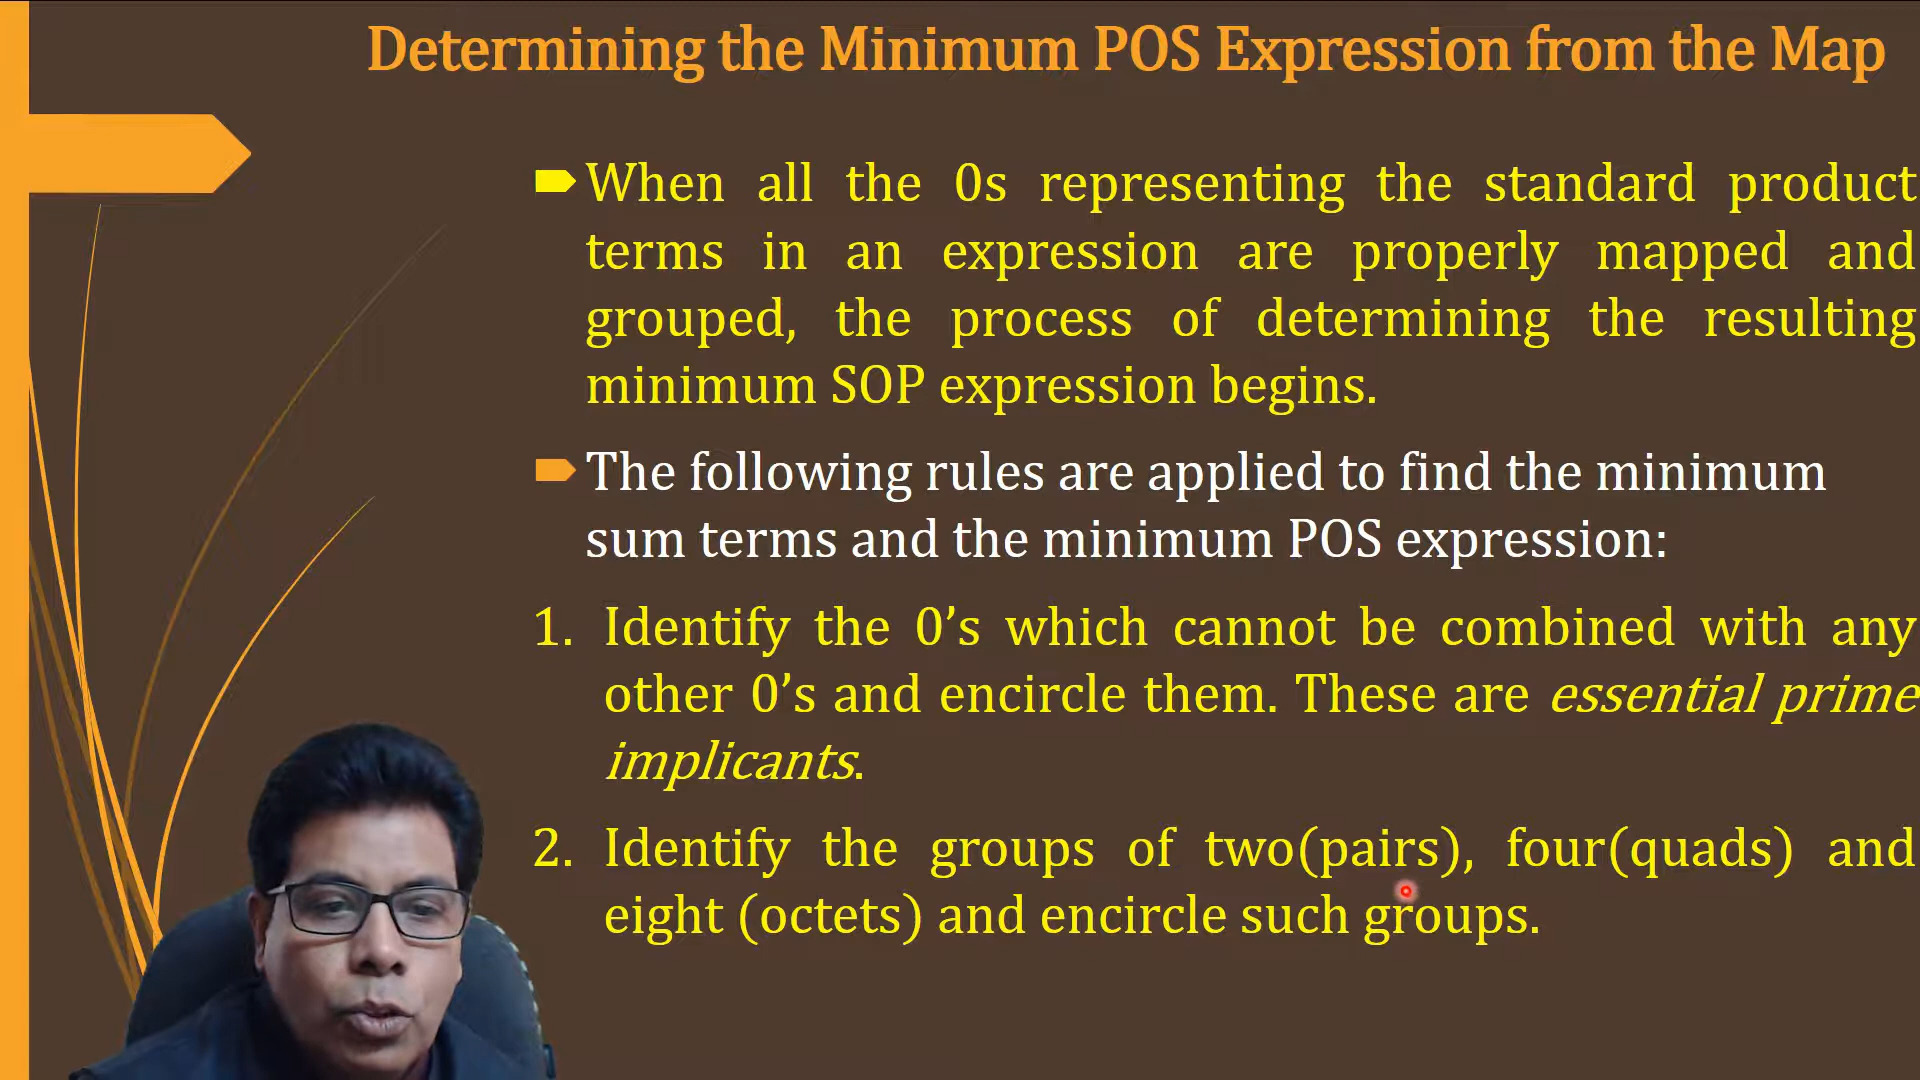 Determining the Minimum POS Expression from the Map
When all the 0s representing the standard product
terms in an expression are properly mapped and
grouped, the process of determining the resulting
minimum SOP expression begins.
The following rules are applied to find the minimum
sum terms and the minimum POS expression:
1. Identify the 0’s which cannot be combined with any
other 0’s and encircle them. These are essential prime
implicants.
2. Identify the groups of two(pairs), four(quads) and
eight (octets) and encircle such groups.